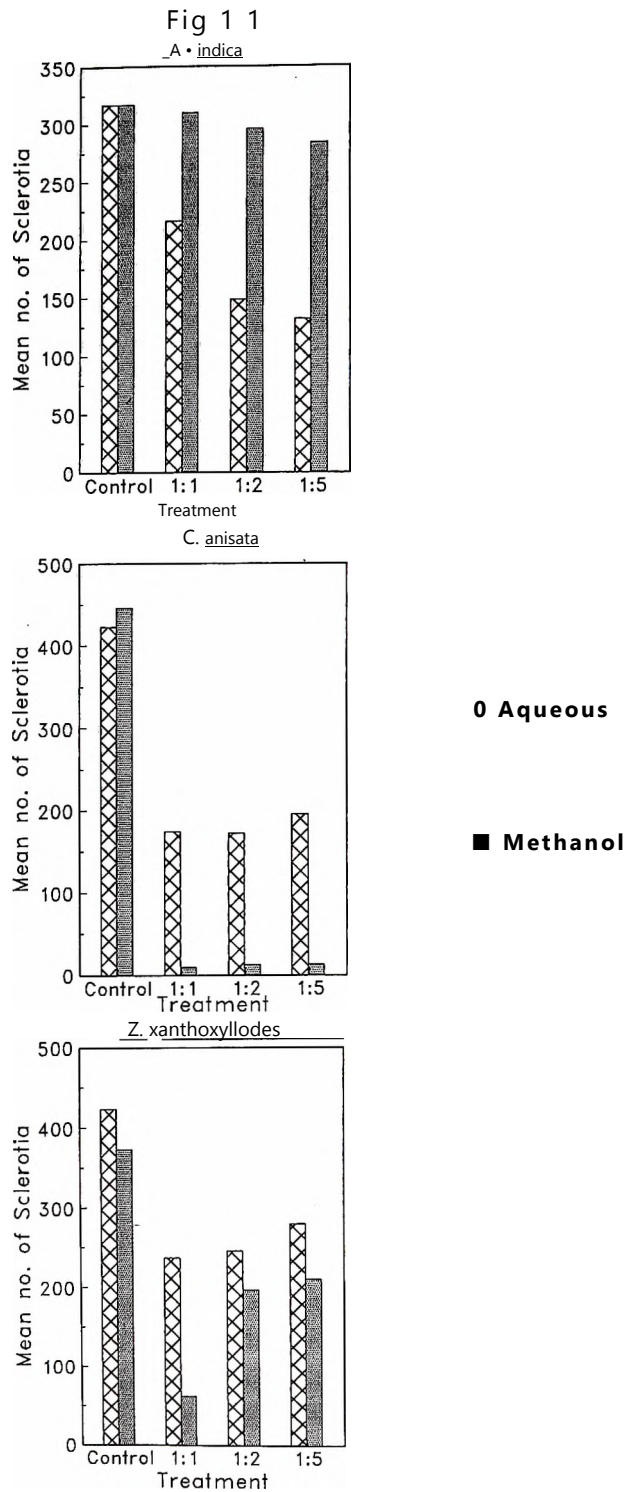 Fig 1 1
_A • indica
350
300
250
200
150
100
50
0
Mean no. of Sclerotia
Control 1:1 1:2 1:5
Treatment
C. anisata
500
400
300
200
100
0
Mean no. of Sclerotia
Control 1:1 1:2 1:5
Treatment
0 Aqueous
■ Methanol
Z. xanthoxyllodes
500
400
300
200
100
0
Mean no. of Sclerotia
Control 1:1 1:2 1:5
Treatment